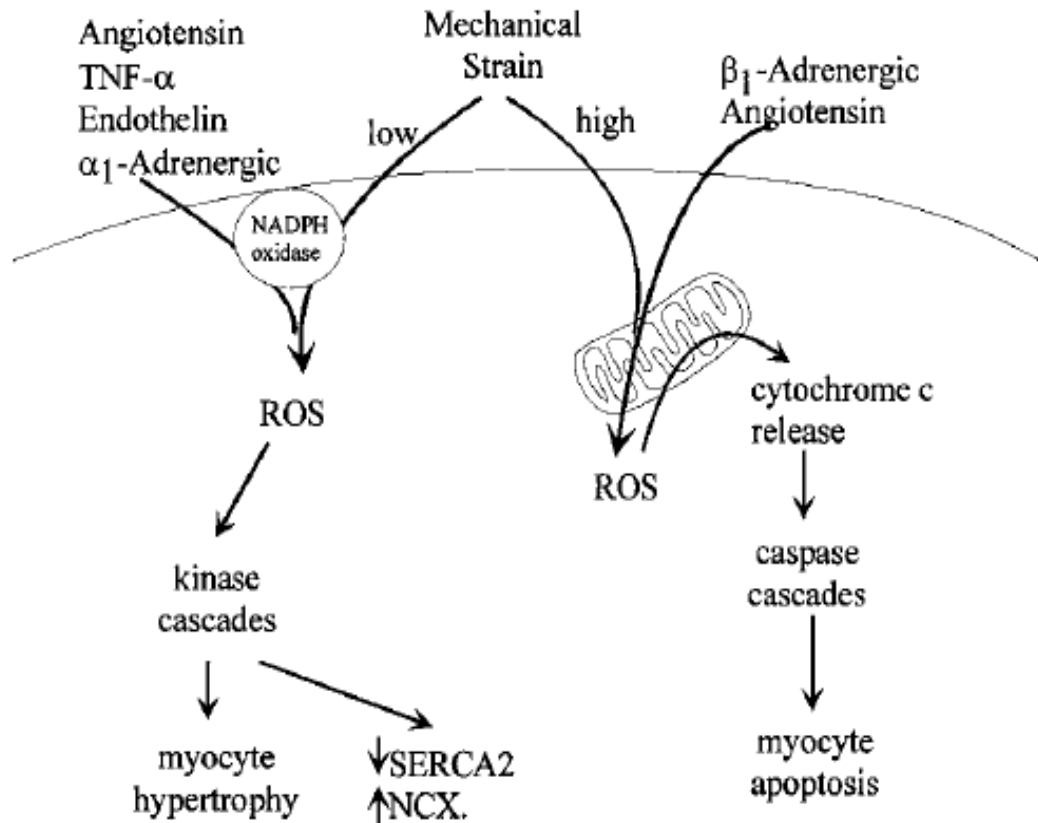 Angiotensin
TNF-α
Endothelin
α1-Adrenergic
Mechanical
Strain
low
high
β1-Adrenergic
Angiotensin
NADPH
oxidase
ROS
kinase
cascades
myocyte
hypertrophy
↓SERCA2
↑NCX.
ROS
cytochrome c
release
caspase
cascades
myocyte
apoptosis